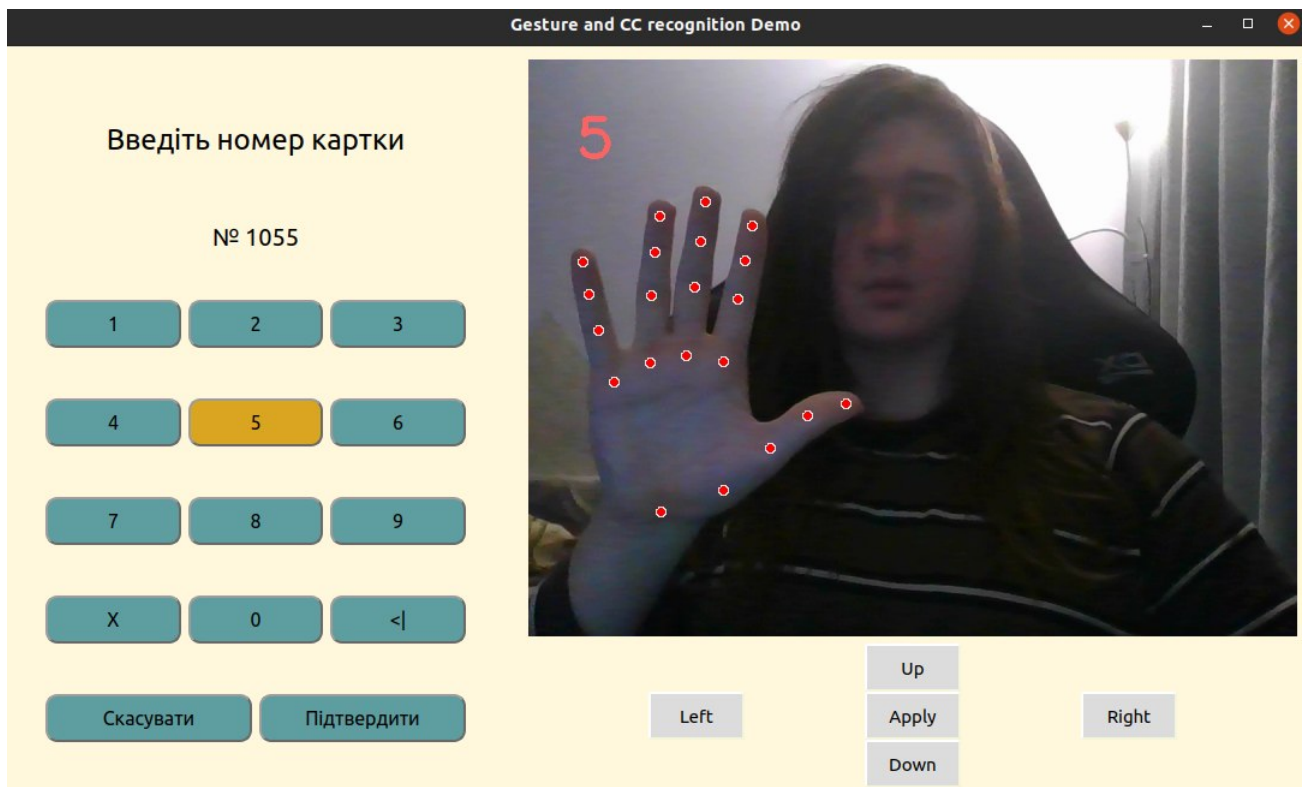 Gesture and CC recognition Demo
Введіть номер картки
№ 1055
1 2 3
4 5 6
7 8 9
X 0 <|
Скасувати Підтвердити
5
Up
Left Apply Right
Down